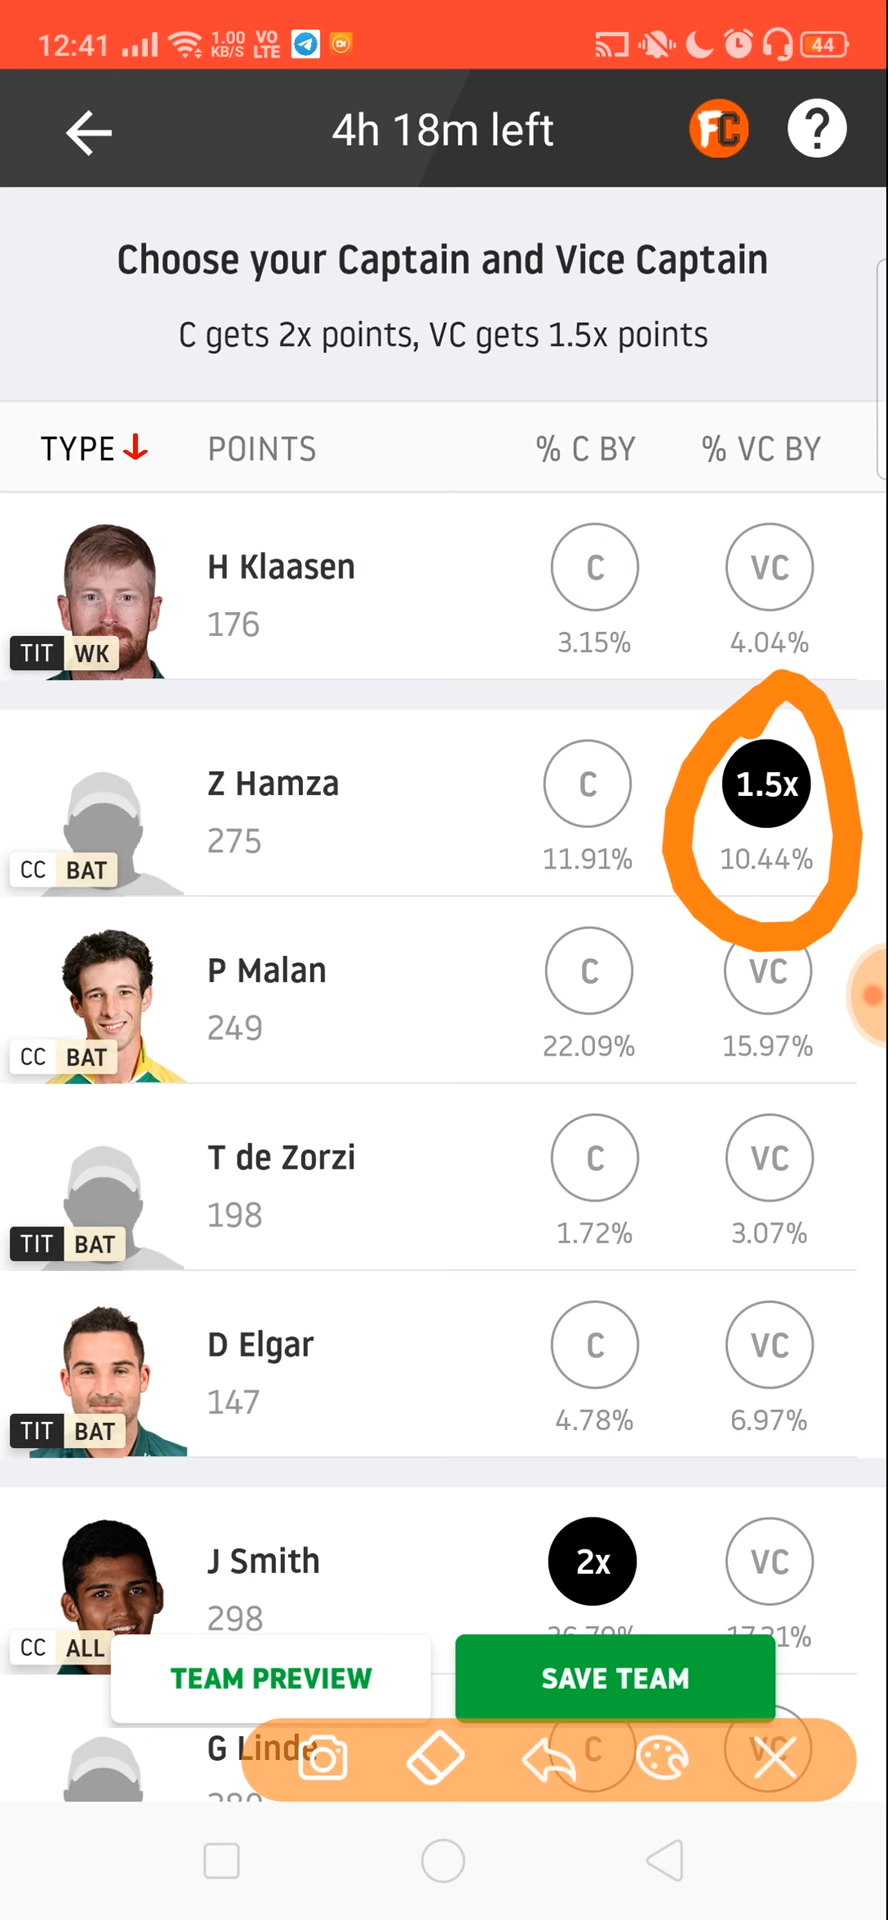 12:41 1.00 KB/S VO LTE 44
4h 18m left FC ?
Choose your Captain and Vice Captain
C gets 2x points, VC gets 1.5x points
TYPE POINTS % C BY % VC BY
H Klaasen C VC
176 3.15% 4.04%
TIT WK
Z Hamza C 1.5x
275 11.91% 10.44%
CC BAT
P Malan C VC
249 22.09% 15.97%
CC BAT
T de Zorzi C VC
198 1.72% 3.07%
TIT BAT
D Elgar C VC
147 4.78% 6.97%
TIT BAT
J Smith 2x VC
298
CC ALL
TEAM PREVIEW SAVE TEAM
G Linde C VC